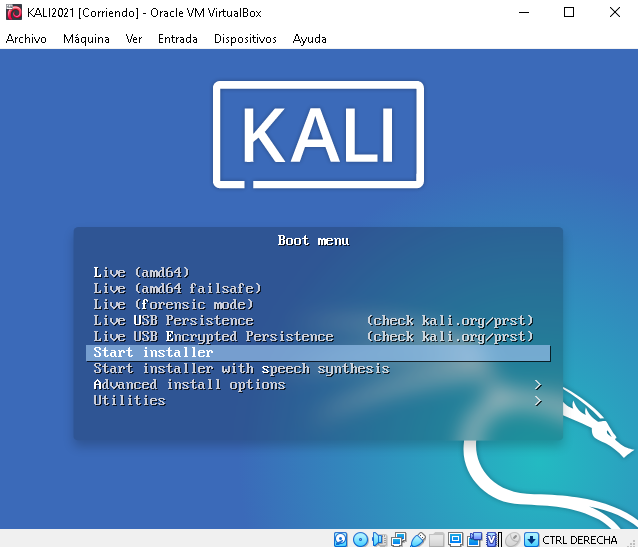 KALI2021 [Corriendo] - Oracle VM VirtualBox
Archivo Máquina Ver Entrada Dispositivos Ayuda
KALI
Boot menu
Live (amd64)
Live (amd64 failsafe)
Live (forensic mode)
Live USB Persistence (check kali.org/prst)
Live USB Encrypted Persistence (check kali.org/prst)
Start installer
Start installer with speech synthesis
Advanced install options >
Utilities >
CTRL DERECHA